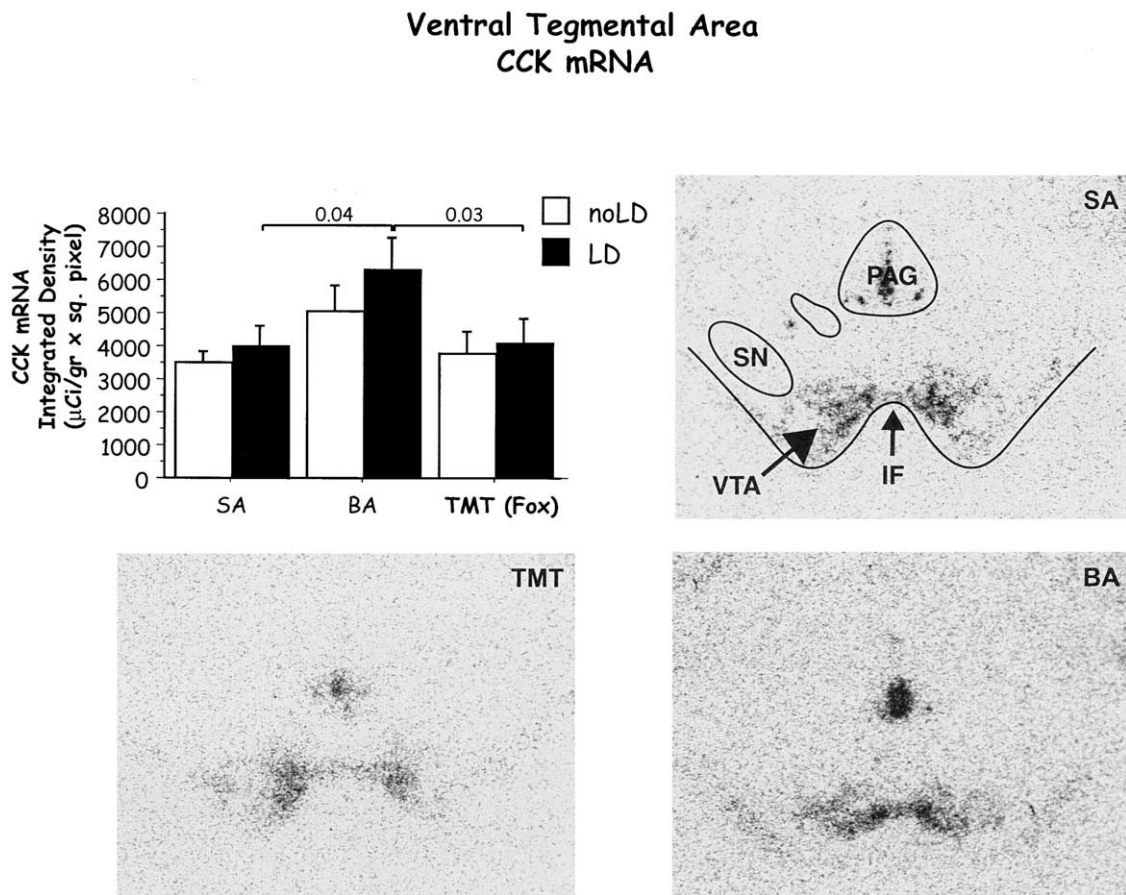 Ventral Tegmental Area
CCK mRNA
CCK mRNA
Integrated Density
(μCi/gr x sq. pixel)
8000
7000
6000
5000
4000
3000
2000
1000
0
0.04
0.03
noLD
LD
SA
BA
TMT (Fox)
SA
PAG
SN
VTA
IF
TMT
BA